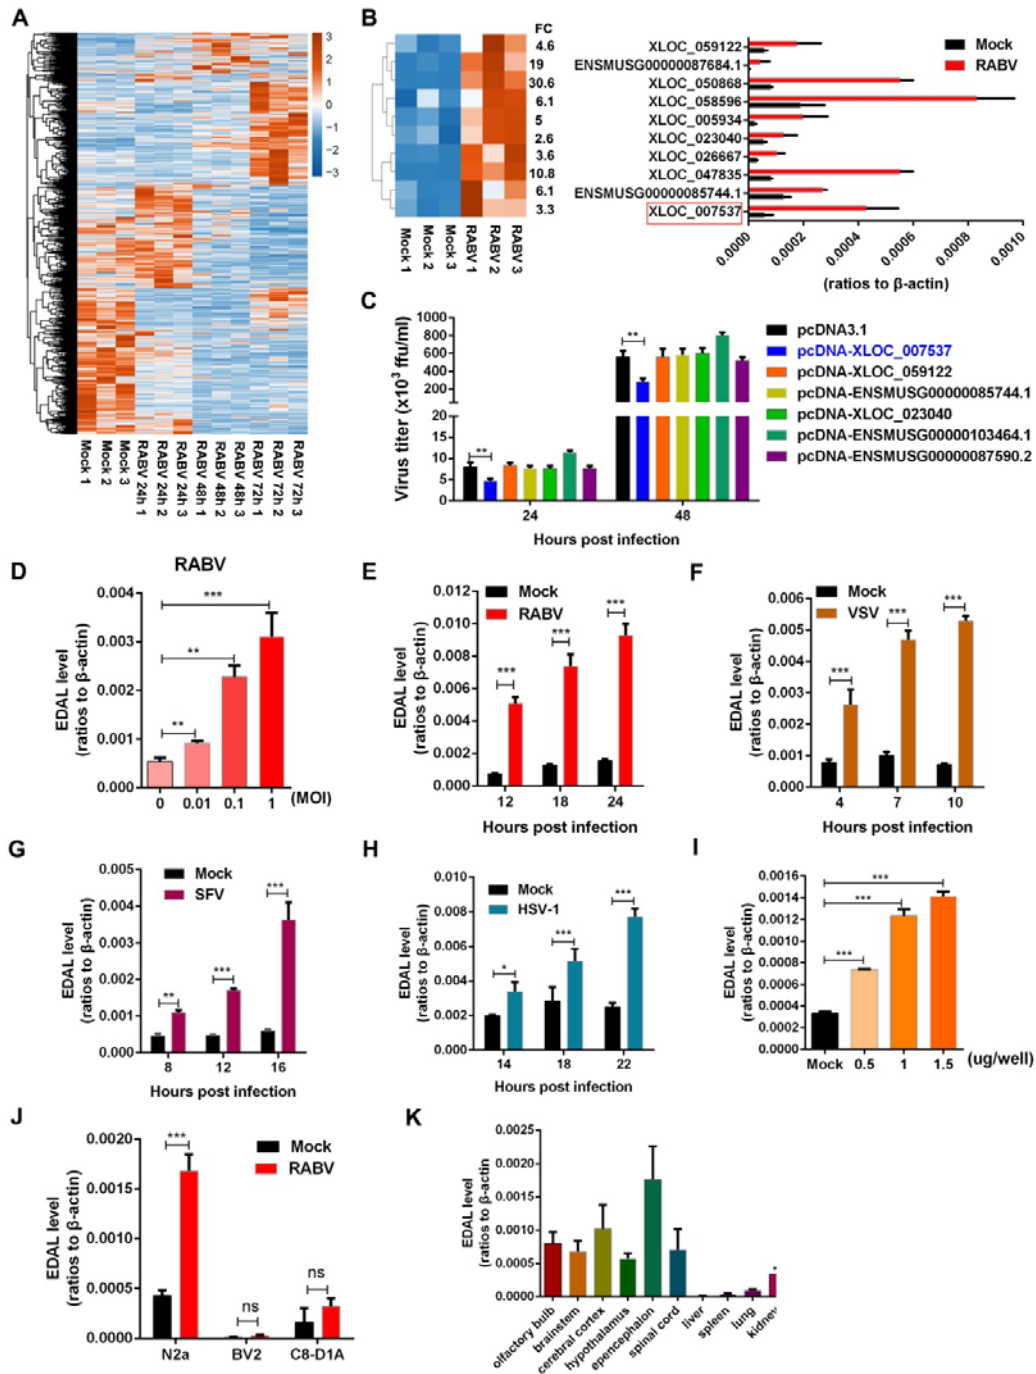 A
3
2
1
0
−1
−2
−3
Mock 1
Mock 2
Mock 3
RABV 24h 1
RABV 24h 2
RABV 24h 3
RABV 48h 1
RABV 48h 2
RABV 48h 3
RABV 72h 1
RABV 72h 2
RABV 72h 3
B
FC
4.6
19
30.6
6.1
5
2.6
3.6
10.8
6.1
3.3
Mock 1
Mock 2
Mock 3
RABV 1
RABV 2
RABV 3
XLOC_059122
ENSMUSG00000087684.1
XLOC_050868
XLOC_058596
XLOC_005934
XLOC_023040
XLOC_026667
XLOC_047835
ENSMUSG00000085744.1
XLOC_007537
Mock
RABV
0.0000
0.0002
0.0004
0.0006
0.0008
0.0010
(ratios to β-actin)
C
Virus titer (x10³ ffu/ml)
1000
800
600
400
200
20
15
10
5
0
**
**
24
48
Hours post infection
pcDNA3.1
pcDNA-XLOC_007537
pcDNA-XLOC_059122
pcDNA-ENSMUSG00000085744.1
pcDNA-XLOC_023040
pcDNA-ENSMUSG00000103464.1
pcDNA-ENSMUSG00000087590.2
D
RABV
EDAL level
(ratios to β-actin)
0.004
0.003
0.002
0.001
0.000
***
**
**
0
0.01
0.1
1
(MOI)
E
Mock
RABV
EDAL level
(ratios to β-actin)
0.012
0.010
0.008
0.006
0.004
0.002
0.000
***
***
***
12
18
24
Hours post infection
F
Mock
VSV
EDAL level
(ratios to β-actin)
0.006
0.005
0.004
0.003
0.002
0.001
0.000
***
***
***
4
7
10
Hours post infection
G
Mock
SFV
EDAL level
(ratios to β-actin)
0.005
0.004
0.003
0.002
0.001
0.000
**
***
***
8
12
16
Hours post infection
H
Mock
HSV-1
EDAL level
(ratios to β-actin)
0.010
0.008
0.006
0.004
0.002
0.000
*
***
***
14
18
22
Hours post infection
I
EDAL level
(ratios to β-actin)
0.0016
0.0014
0.0012
0.0010
0.0008
0.0006
0.0004
0.0002
0.0000
***
***
***
Mock
0.5
1
1.5
(ug/well)
J
Mock
RABV
EDAL level
(ratios to β-actin)
0.0020
0.0015
0.0010
0.0005
0.0000
***
ns
ns
N2a
BV2
C8-D1A
K
EDAL level
(ratios to β-actin
0.0025
0.0020
0.0015
0.0010
0.0005
0.0000
olfactory bulb
brainstem
cerebral cortex
hypothalamus
epencephalon
spinal cord
liver
spleen
lung
kidney